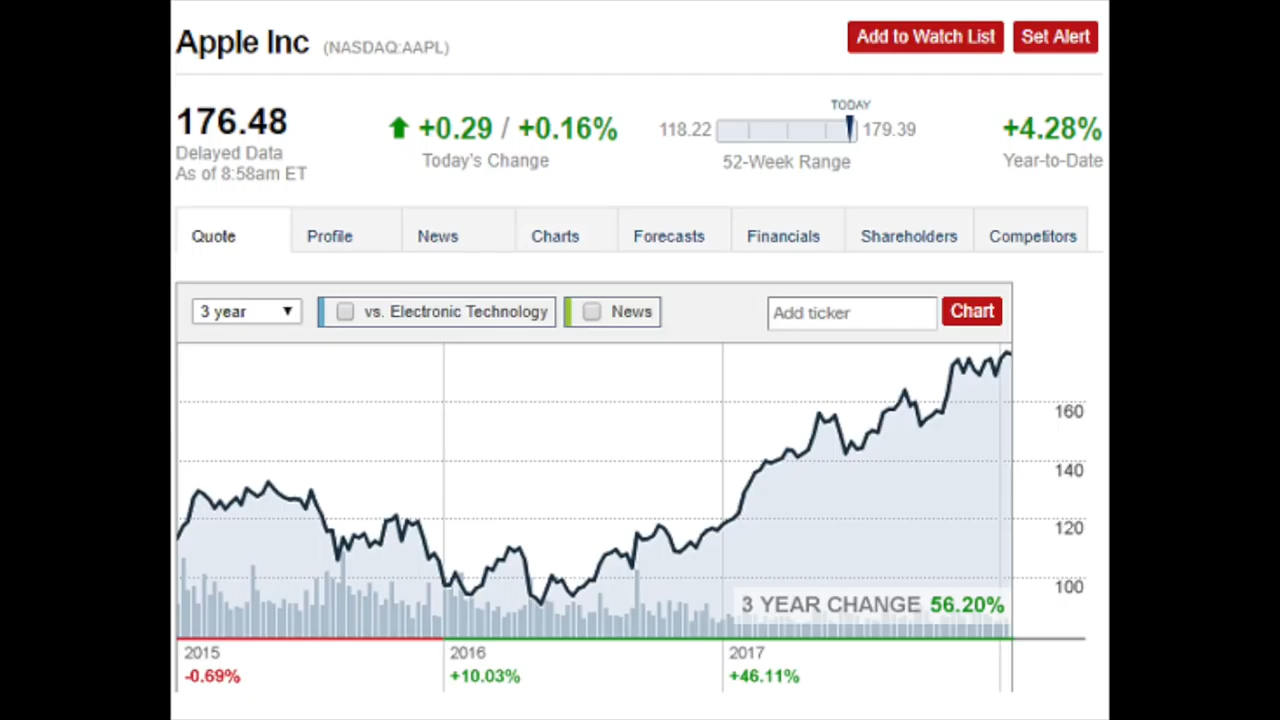 Apple Inc (NASDAQ:AAPL)
Add to Watch List
Set Alert
176.48
Delayed Data
As of 8:58am ET
+0.29 / +0.16%
Today's Change
TODAY
118.22
179.39
52-Week Range
+4.28%
Year-to-Date
Quote
Profile
News
Charts
Forecasts
Financials
Shareholders
Competitors
3 year
vs. Electronic Technology
News
Add ticker
Chart
160
140
120
100
3 YEAR CHANGE 56.20%
2015
2016
2017
-0.69%
+10.03%
+46.11%